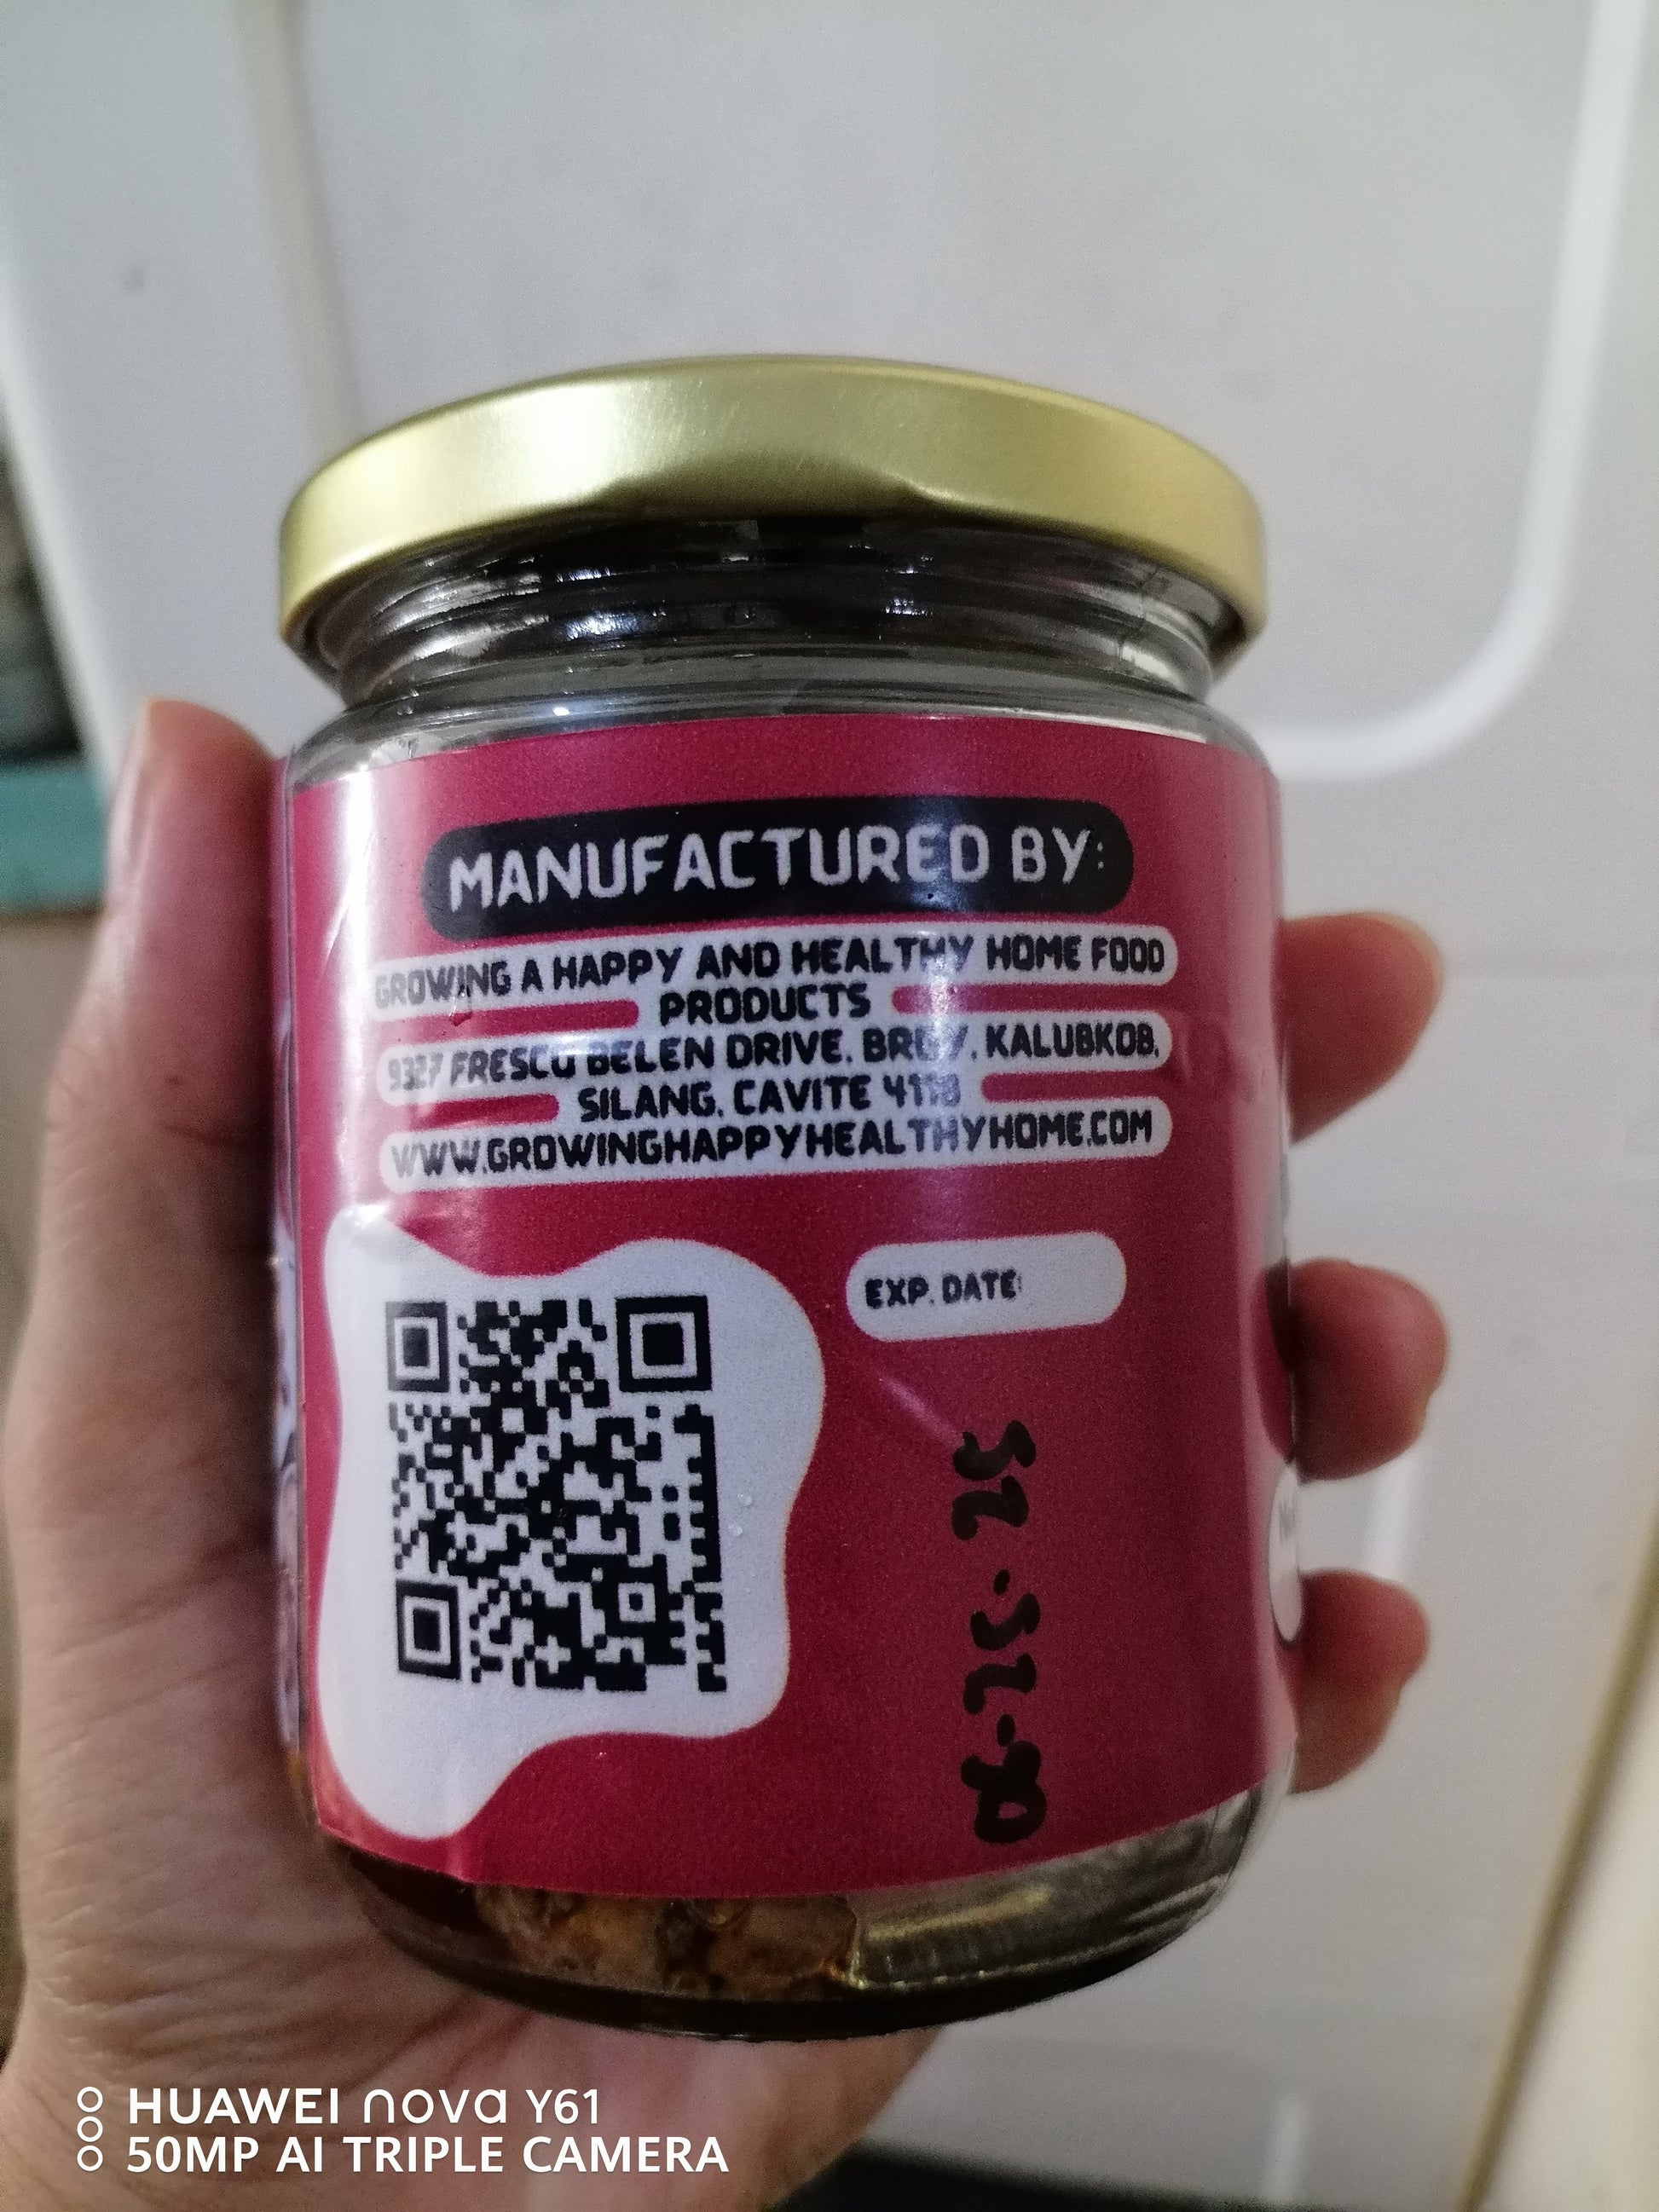 MANUFACTURED BY:
GROWING A HAPPY AND HEALTHY HOME FOOD
PRODUCTS
9327 FRESCO BELEN DRIVE, BRGY. KALUBKOB,
SILANG, CAVITE 4118
WWW.GROWINGHAPPYHEALTHYHOME.COM
EXP. DATE:
HUAWEI nova Y61
50MP AI TRIPLE CAMERA